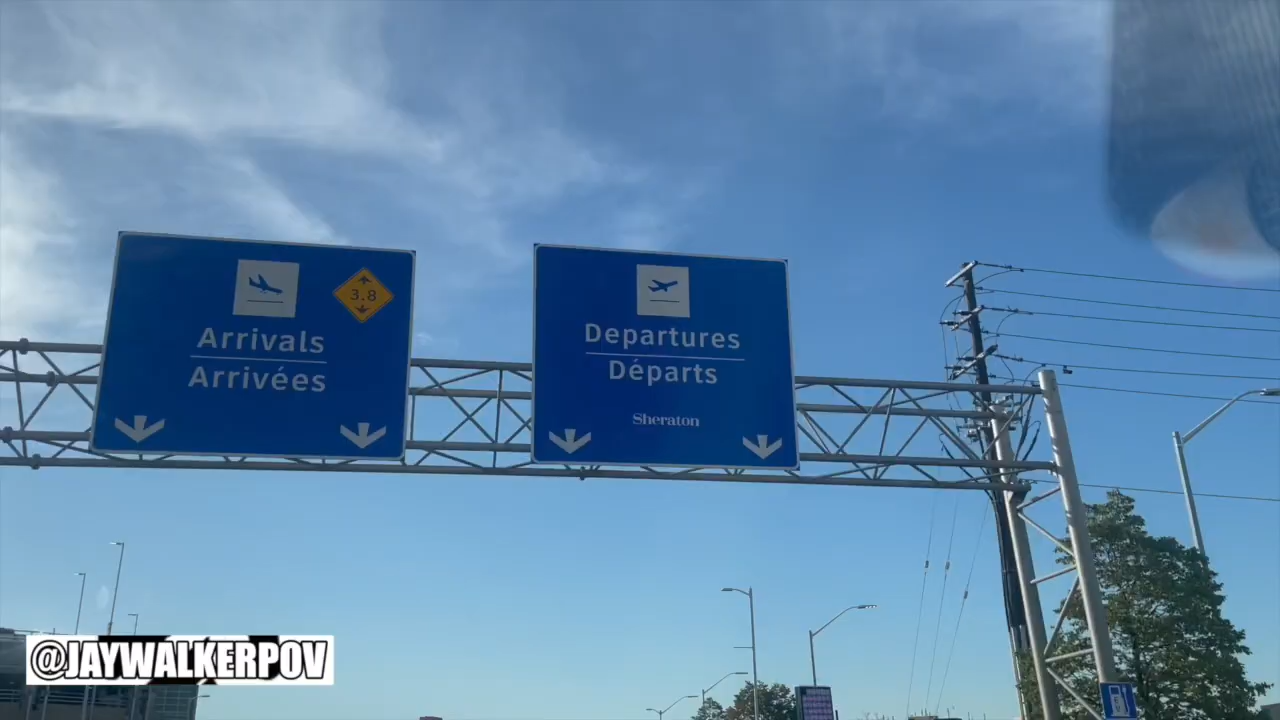 Arrivals
Arrivées
3.8
Departures
Départs
Sheraton
@JAYWALKERPOV